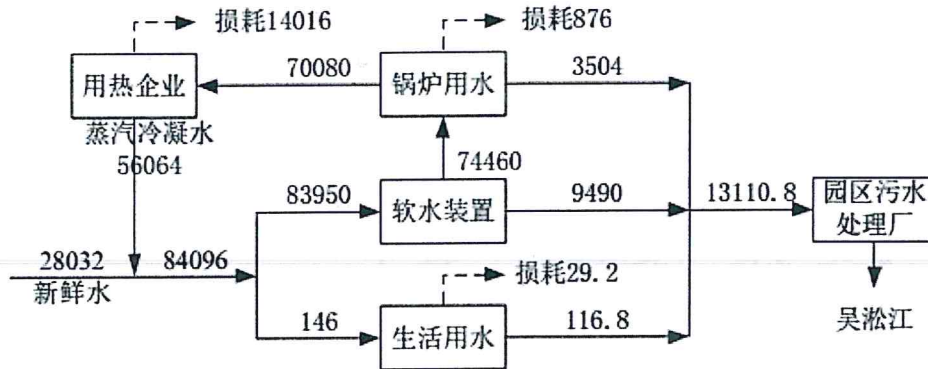 损耗14016
损耗876
70080
3504
用热企业
锅炉用水
蒸汽冷凝水
56064
74460
83950
9490
13110.8
软水装置
园区污水
处理厂
28032
84096
新鲜水
损耗29.2
146
116.8
生活用水
吴淞江